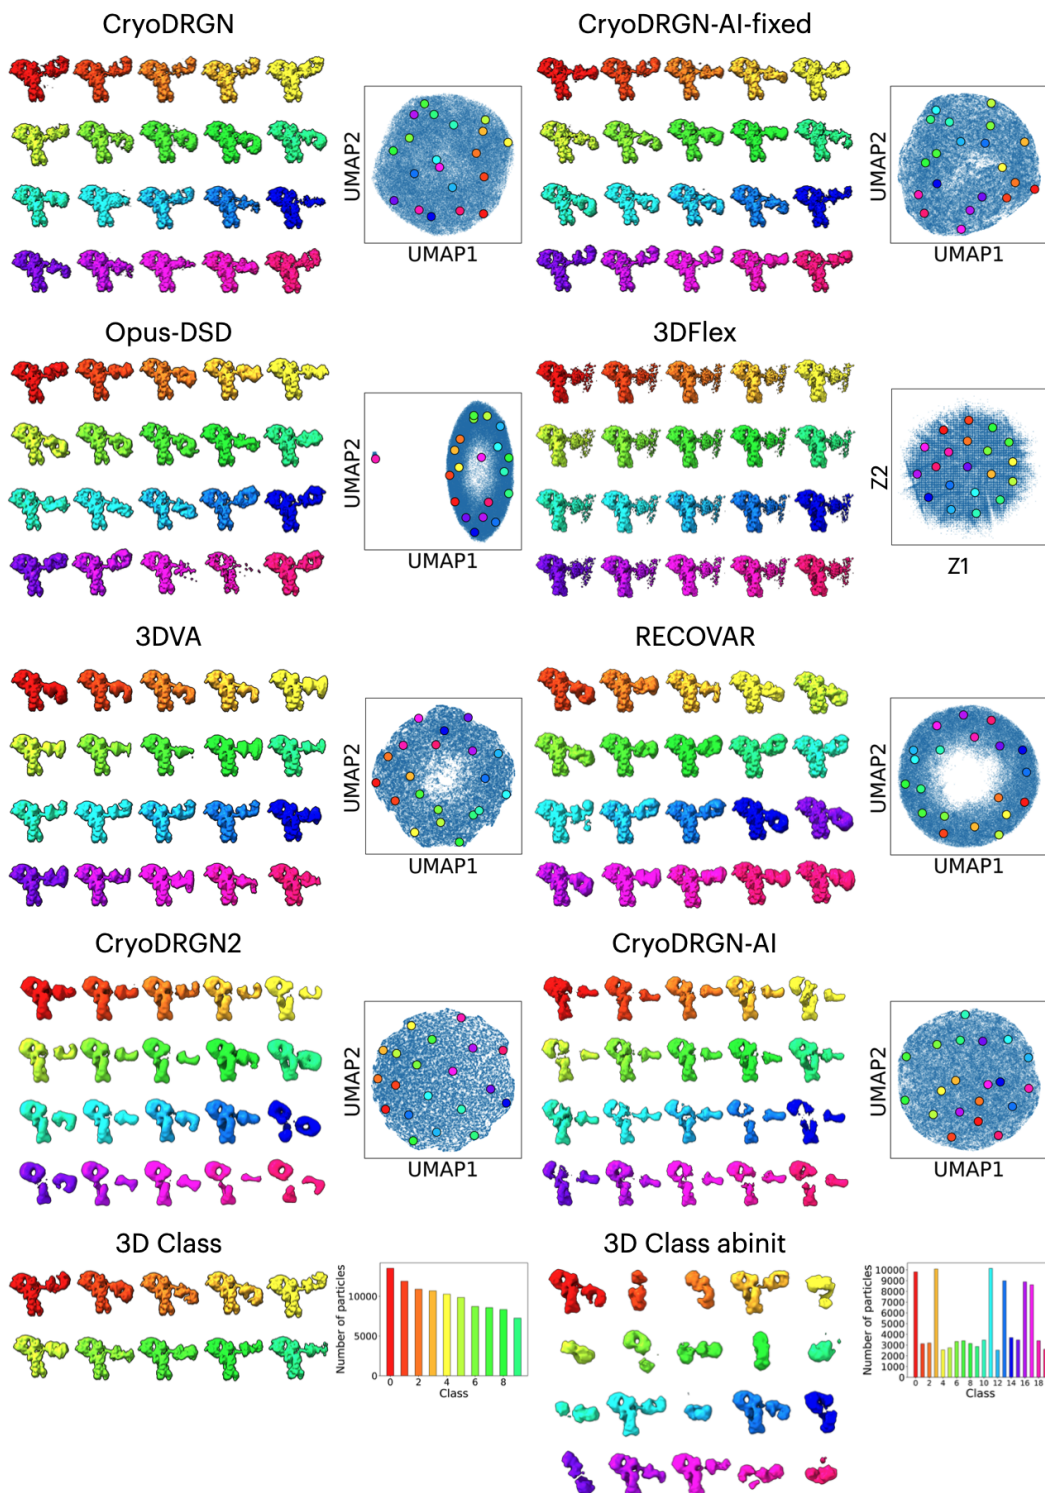 CryoDRGN
CryoDRGN-AI-fixed
UMAP2
UMAP1
UMAP2
UMAP1
Opus-DSD
3DFlex
UMAP2
UMAP1
Z2
Z1
3DVA
RECOVAR
UMAP2
UMAP1
UMAP2
UMAP1
CryoDRGN2
CryoDRGN-AI
UMAP2
UMAP1
UMAP2
UMAP1
3D Class
3D Class abinit
Number of particles
10000
5000
0
0 2 4 6 8
Class
Number of particles
10000
9000
8000
7000
6000
5000
4000
3000
2000
1000
0
0 2 4 6 8 10 12 14 16 18
Class